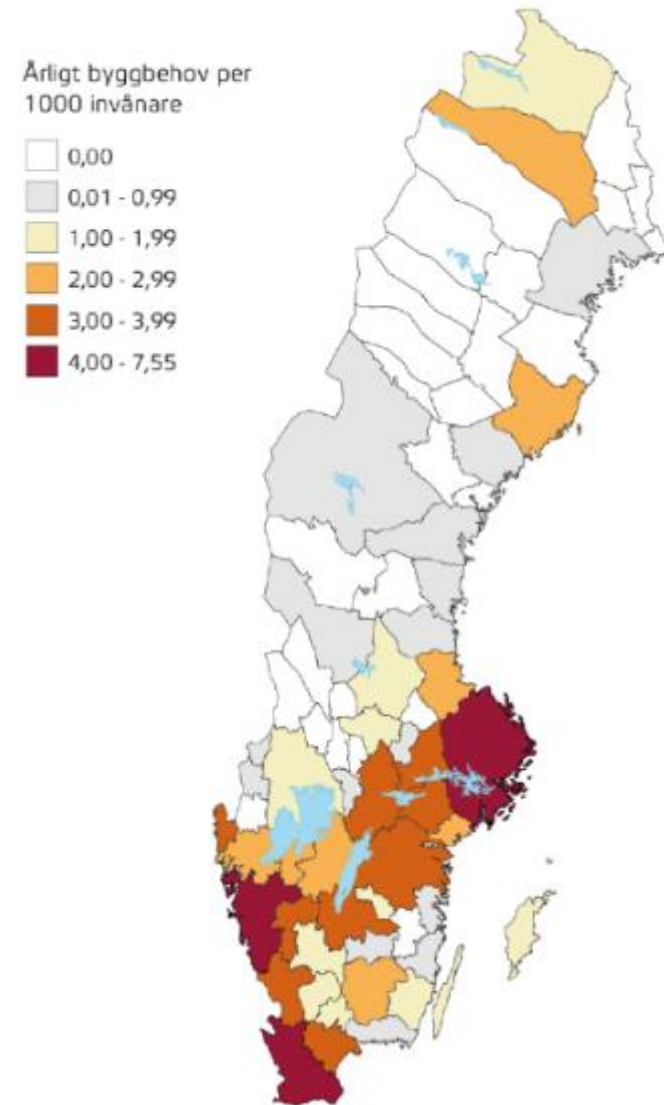 Årligt byggbehov per
1000 invånare
0,00
0,01 - 0,99
1,00 - 1,99
2,00 - 2,99
3,00 - 3,99
4,00 - 7,55